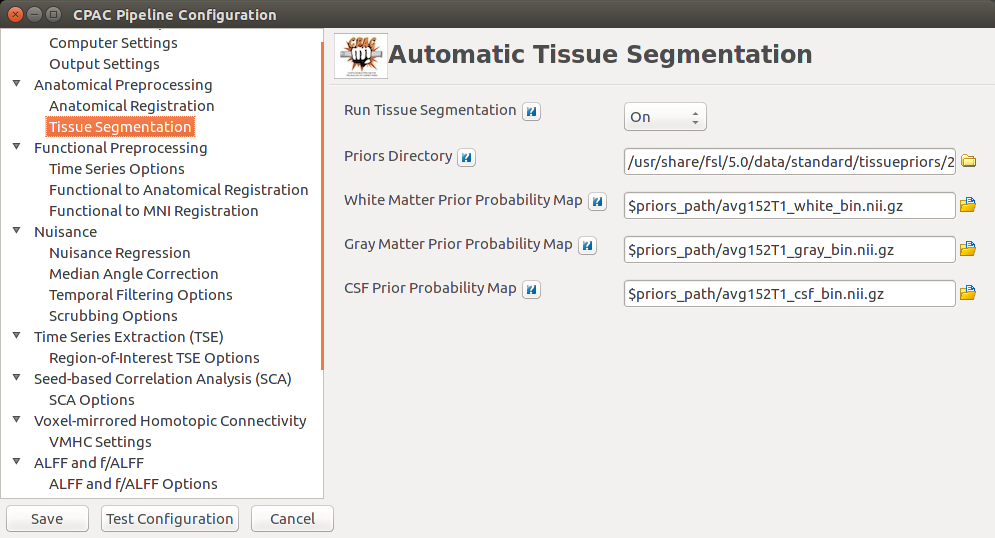 CPAC Pipeline Configuration
Computer Settings
Output Settings
Anatomical Preprocessing
Anatomical Registration
Tissue Segmentation
Functional Preprocessing
Time Series Options
Functional to Anatomical Registration
Functional to MNI Registration
Nuisance
Nuisance Regression
Median Angle Correction
Temporal Filtering Options
Scrubbing Options
Time Series Extraction (TSE)
Region-of-Interest TSE Options
Seed-based Correlation Analysis (SCA)
SCA Options
Voxel-mirrored Homotopic Connectivity
VMHC Settings
ALFF and f/ALFF
ALFF and f/ALFF Options
Save
Test Configuration
Cancel
CPAC
Automatic Tissue Segmentation
Run Tissue Segmentation ? On
Priors Directory ? /usr/share/fsl/5.0/data/standard/tissuepriors/2
White Matter Prior Probability Map ? $priors_path/avg152T1_white_bin.nii.gz
Gray Matter Prior Probability Map ? $priors_path/avg152T1_gray_bin.nii.gz
CSF Prior Probability Map ? $priors_path/avg152T1_csf_bin.nii.gz